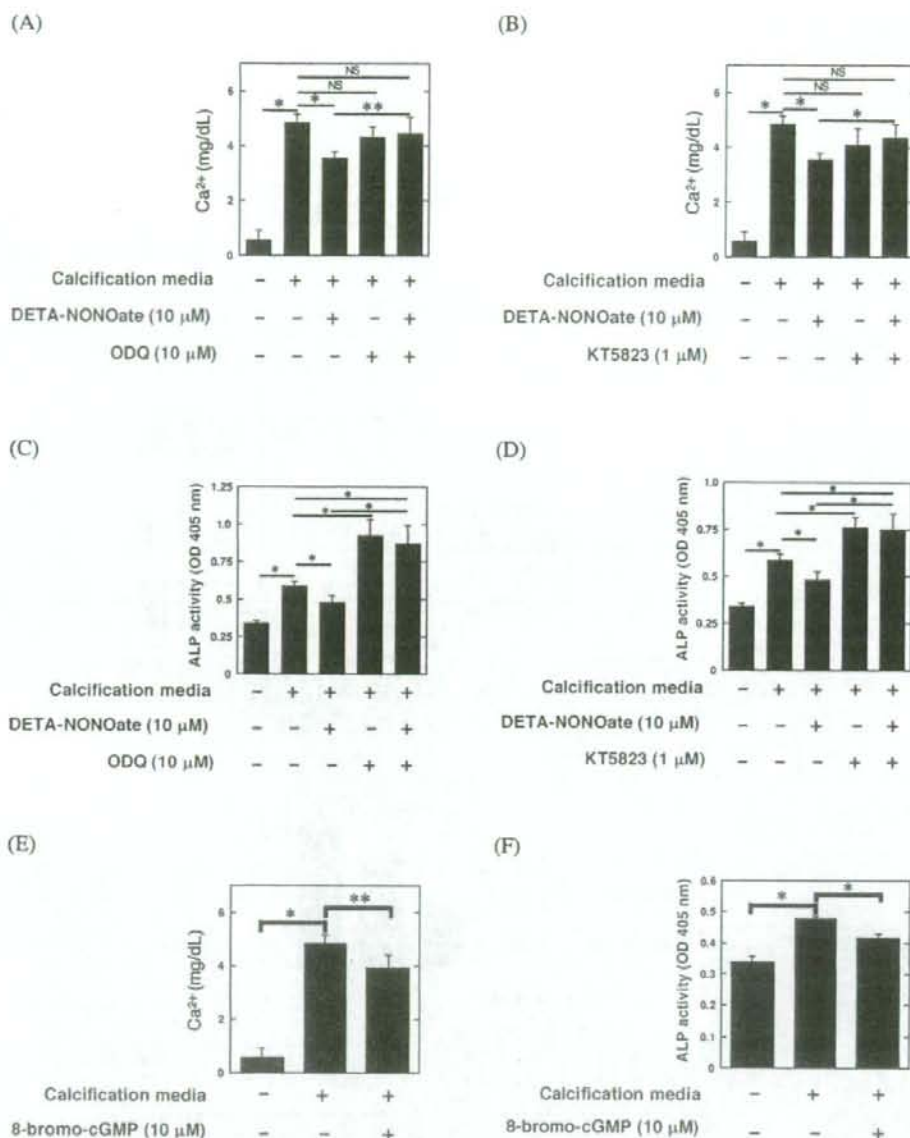 (A)
NS
NS
* * **
Ca²⁺ (mg/dL)
6
4
2
0
Calcification media − + + + +
DETA-NONOate (10 μM) − − + − +
ODQ (10 μM) − − − + +
(B)
NS
NS
* * *
Ca²⁺ (mg/dL)
6
4
2
0
Calcification media − + + + +
DETA-NONOate (10 μM) − − + − +
KT5823 (1 μM) − − − + +
(C)
*
* *
* *
ALP activity (OD 405 nm)
1.25
1.0
0.75
0.5
0.25
0
Calcification media − + + + +
DETA-NONOate (10 μM) − − + − +
ODQ (10 μM) − − − + +
(D)
*
* *
* *
ALP activity (OD 405 nm)
1.0
0.75
0.5
0.25
0
Calcification media − + + + +
DETA-NONOate (10 μM) − − + − +
KT5823 (1 μM) − − − + +
(E)
* **
Ca²⁺ (mg/dL)
6
4
2
0
Calcification media − + +
8-bromo-cGMP (10 μM) − − +
(F)
* *
ALP activity (OD 405 nm)
0.6
0.5
0.4
0.3
0.2
0.1
0
Calcification media − + +
8-bromo-cGMP (10 μM) − − +